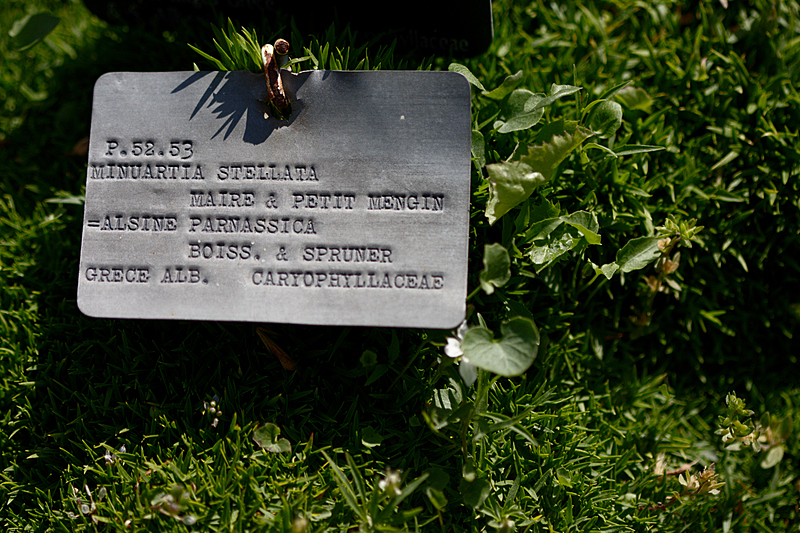 P.52.53
MINUARTIA STELLATA
MAIRE & PETIT MENGIN
=ALSINE PARNASSICA
BOISS. & SPRUNER
GRECE ALB. CARYOPHYLLACEAE